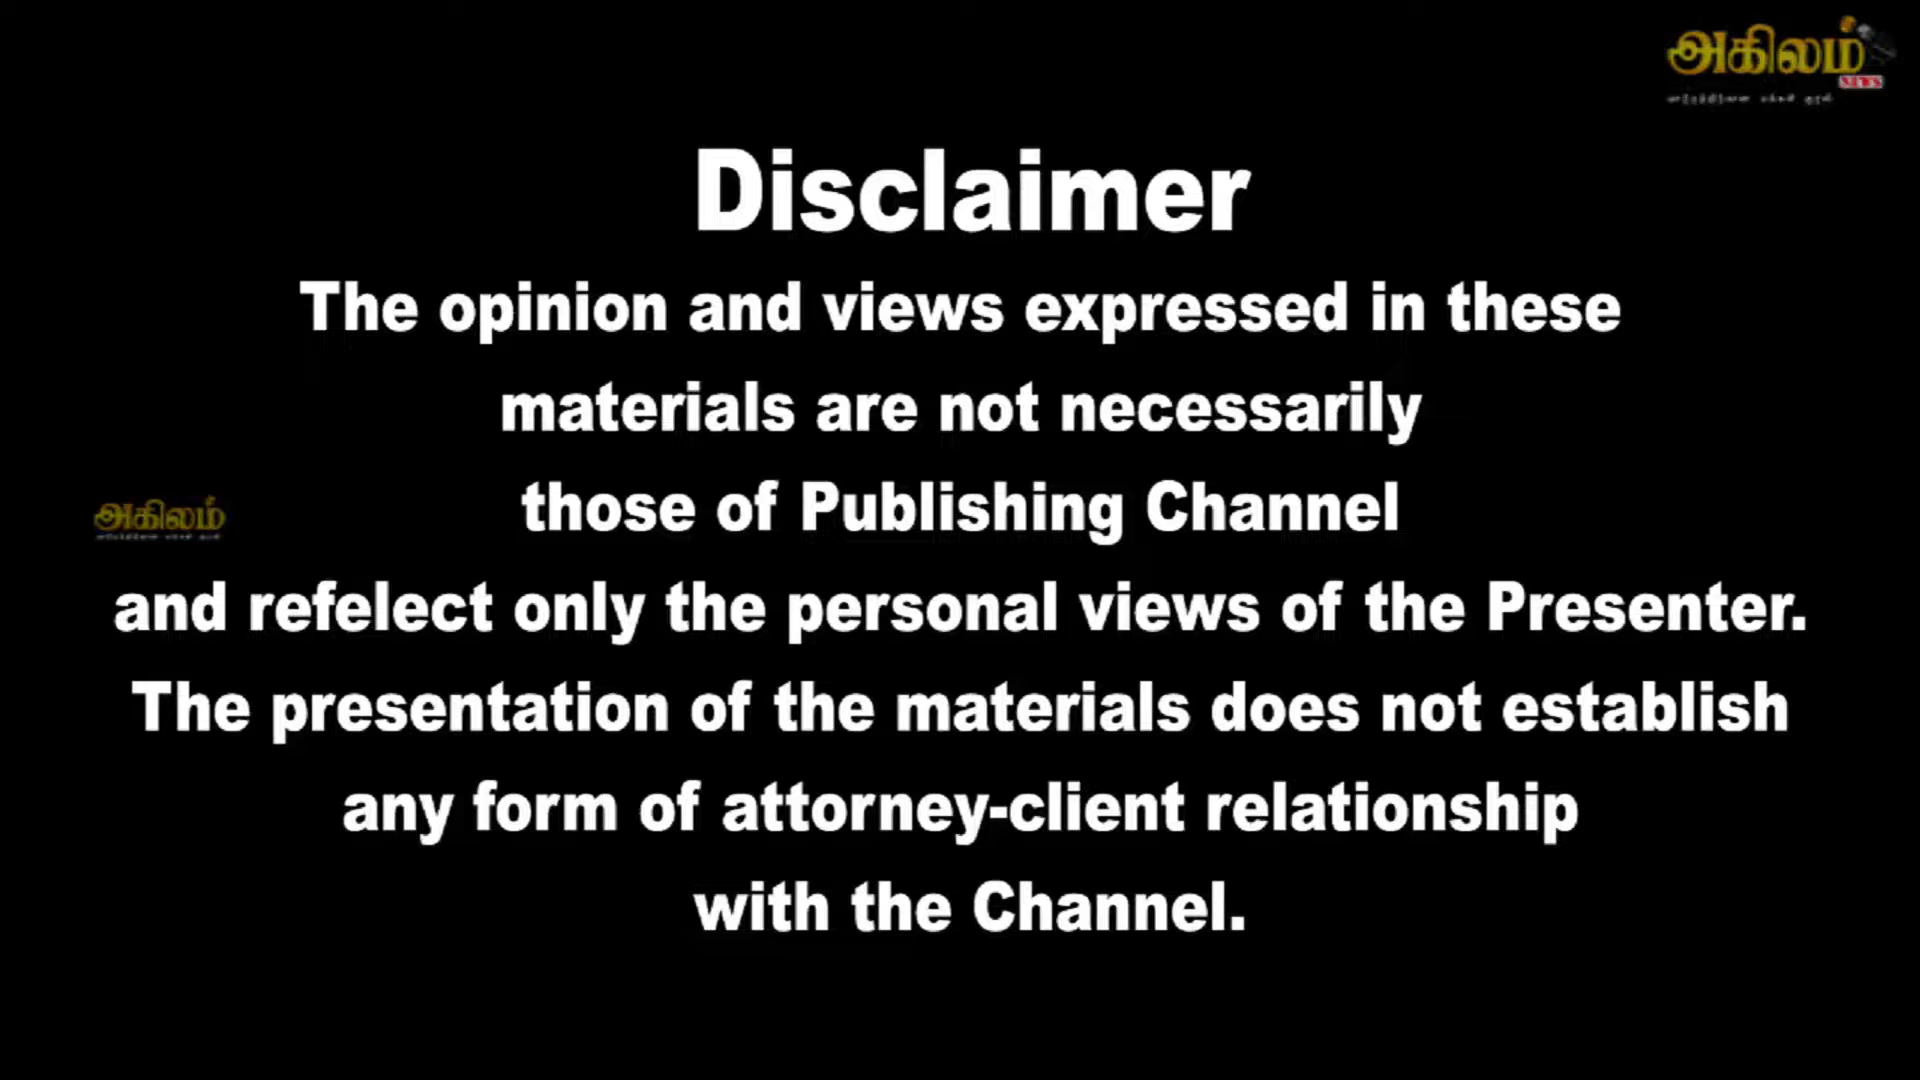 அகிலம்
NEWS
Disclaimer
The opinion and views expressed in these
materials are not necessarily
those of Publishing Channel
அகிலம்
and refelect only the personal views of the Presenter.
The presentation of the materials does not establish
any form of attorney-client relationship
with the Channel.